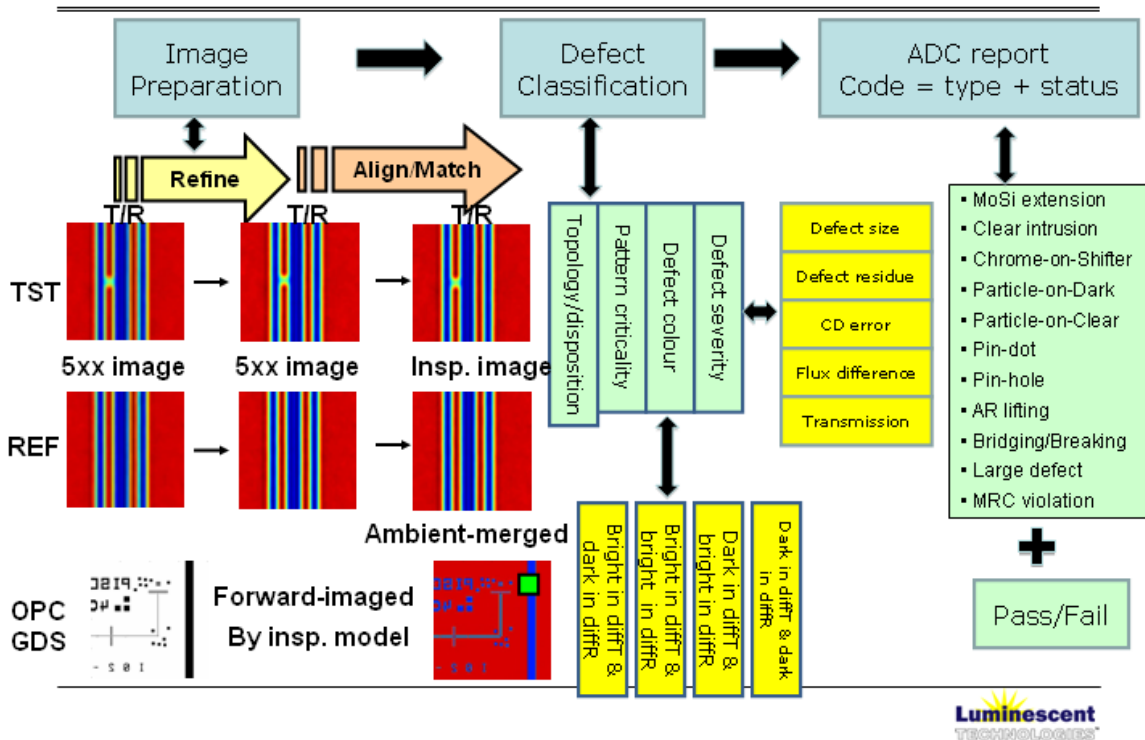 Image
Preparation
Defect
Classification
ADC report
Code = type + status
Refine
Align/Match
T/R
T/R
T/R
TST
5xx image
5xx image
Insp. image
REF
Ambient-merged
OPC
GDS
Forward-imaged
By insp. model
Topology/disposition
Pattern criticality
Defect colour
Defect severity
Defect size
Defect residue
CD error
Flux difference
Transmission
Bright in diffT &
dark in diffR
Bright in diffT &
bright in diffR
Dark in diffT &
bright in diffR
Dark in diffT & dark
in diffR
• MoSi extension
• Clear intrusion
• Chrome-on-Shifter
• Particle-on-Dark
• Particle-on-Clear
• Pin-dot
• Pin-hole
• AR lifting
• Bridging/Breaking
• Large defect
• MRC violation
Pass/Fail
Luminescent
TECHNOLOGIES™